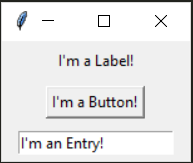 I'm a Label!
I'm a Button!
I'm an Entry!